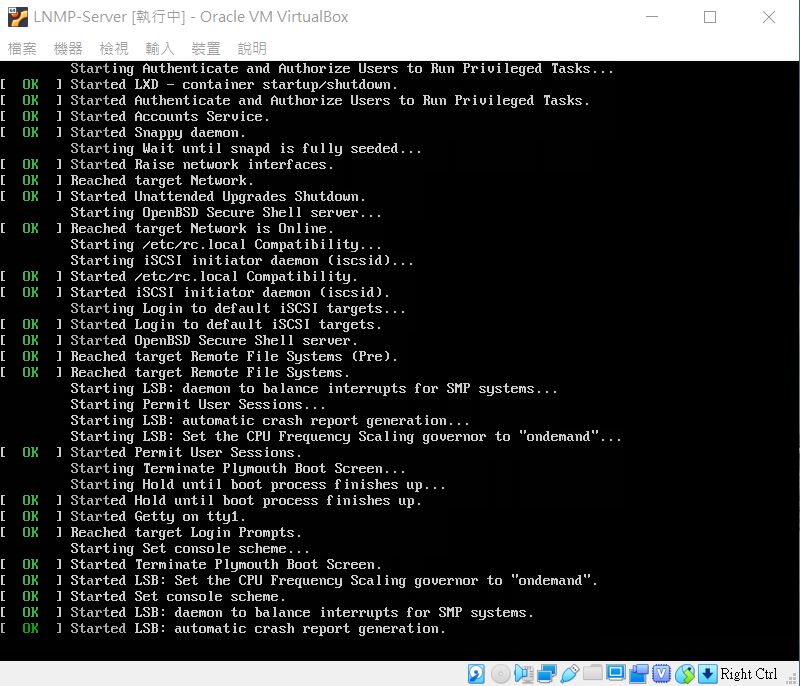 LNMP-Server [執行中] - Oracle VM VirtualBox
檔案 機器 檢視 輸入 裝置 說明
Starting Authenticate and Authorize Users to Run Privileged Tasks...
[ OK ] Started LXD - container startup/shutdown.
[ OK ] Started Authenticate and Authorize Users to Run Privileged Tasks.
[ OK ] Started Accounts Service.
[ OK ] Started Snappy daemon.
Starting Wait until snapd is fully seeded...
[ OK ] Started Raise network interfaces.
[ OK ] Reached target Network.
[ OK ] Started Unattended Upgrades Shutdown.
Starting OpenBSD Secure Shell server...
[ OK ] Reached target Network is Online.
Starting /etc/rc.local Compatibility...
Starting iSCSI initiator daemon (iscsid)...
[ OK ] Started /etc/rc.local Compatibility.
[ OK ] Started iSCSI initiator daemon (iscsid).
Starting Login to default iSCSI targets...
[ OK ] Started Login to default iSCSI targets.
[ OK ] Started OpenBSD Secure Shell server.
[ OK ] Reached target Remote File Systems (Pre).
[ OK ] Reached target Remote File Systems.
Starting LSB: daemon to balance interrupts for SMP systems...
Starting Permit User Sessions...
Starting LSB: automatic crash report generation...
Starting LSB: Set the CPU Frequency Scaling governor to "ondemand"...
[ OK ] Started Permit User Sessions.
Starting Terminate Plymouth Boot Screen...
Starting Hold until boot process finishes up...
[ OK ] Started Hold until boot process finishes up.
[ OK ] Started Getty on tty1.
[ OK ] Reached target Login Prompts.
Starting Set console scheme...
[ OK ] Started Terminate Plymouth Boot Screen.
[ OK ] Started LSB: Set the CPU Frequency Scaling governor to "ondemand".
[ OK ] Started Set console scheme.
[ OK ] Started LSB: daemon to balance interrupts for SMP systems.
[ OK ] Started LSB: automatic crash report generation.
Right Ctrl